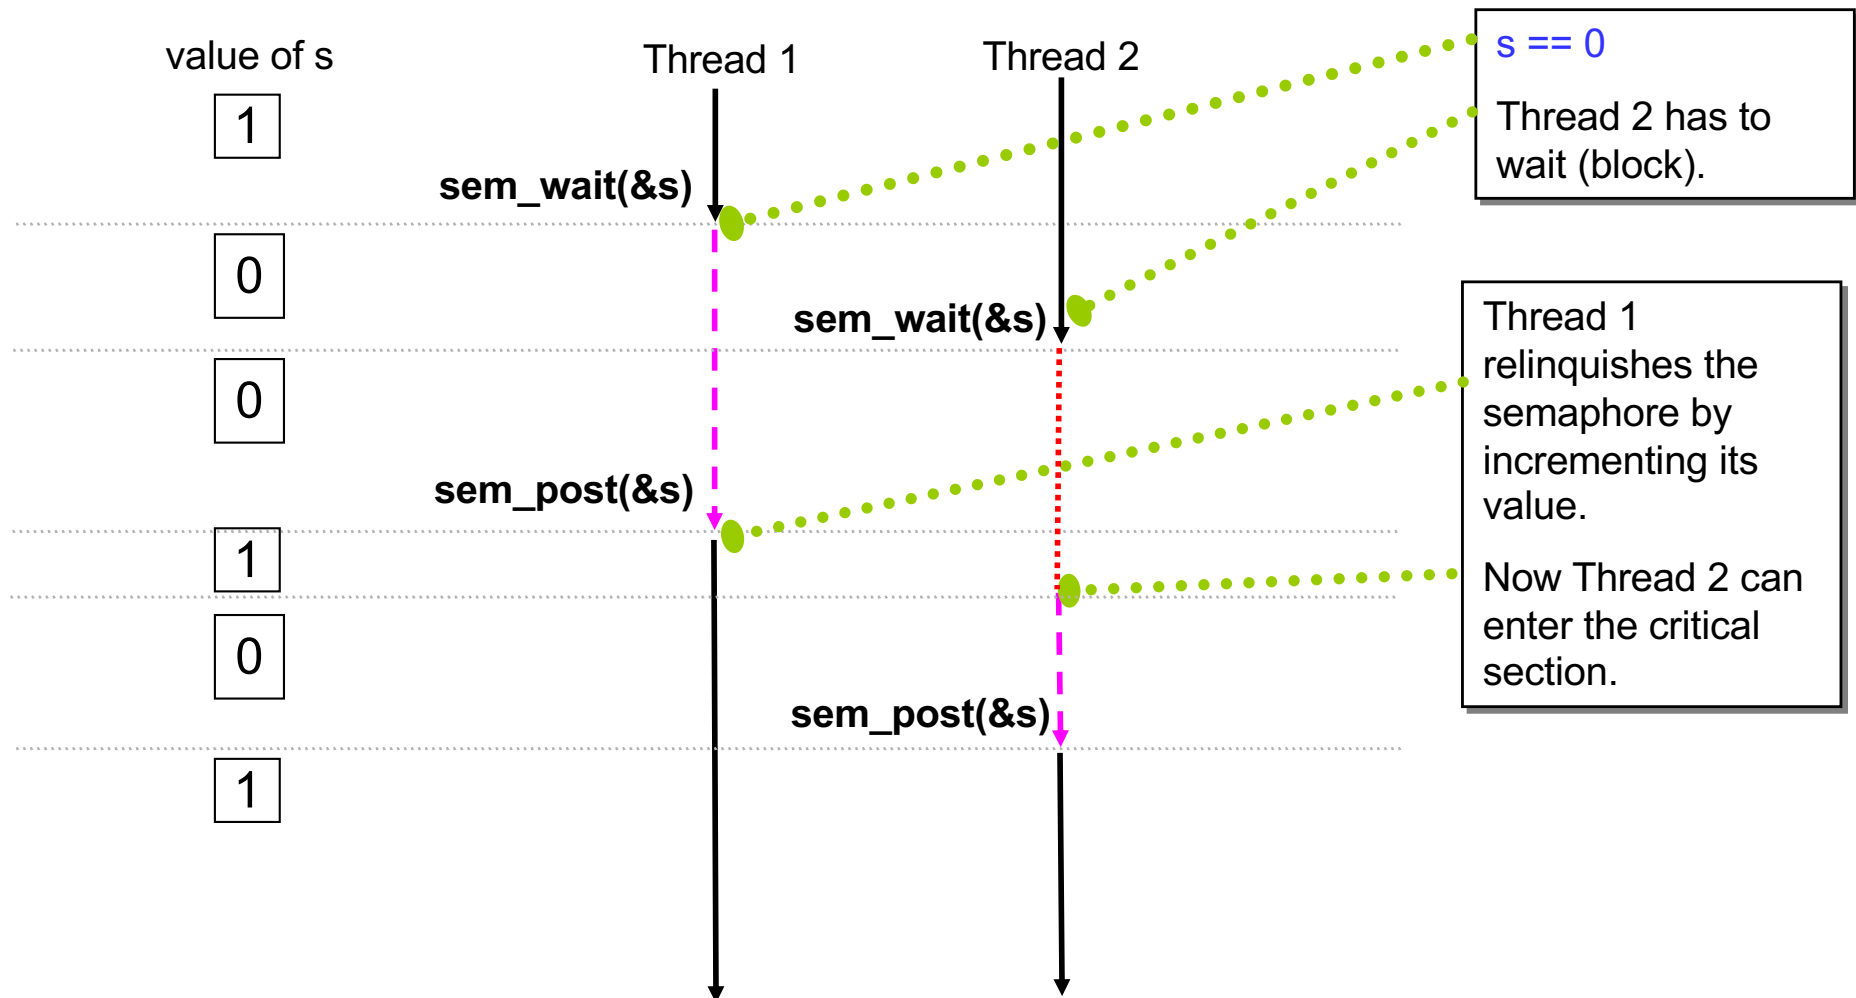 value of s
Thread 1
Thread 2
s == 0
Thread 2 has to
wait (block).
1
sem_wait(&s)
0
sem_wait(&s)
Thread 1
relinquishes the
semaphore by
incrementing its
value.
Now Thread 2 can
enter the critical
section.
0
sem_post(&s)
1
0
sem_post(&s)
1